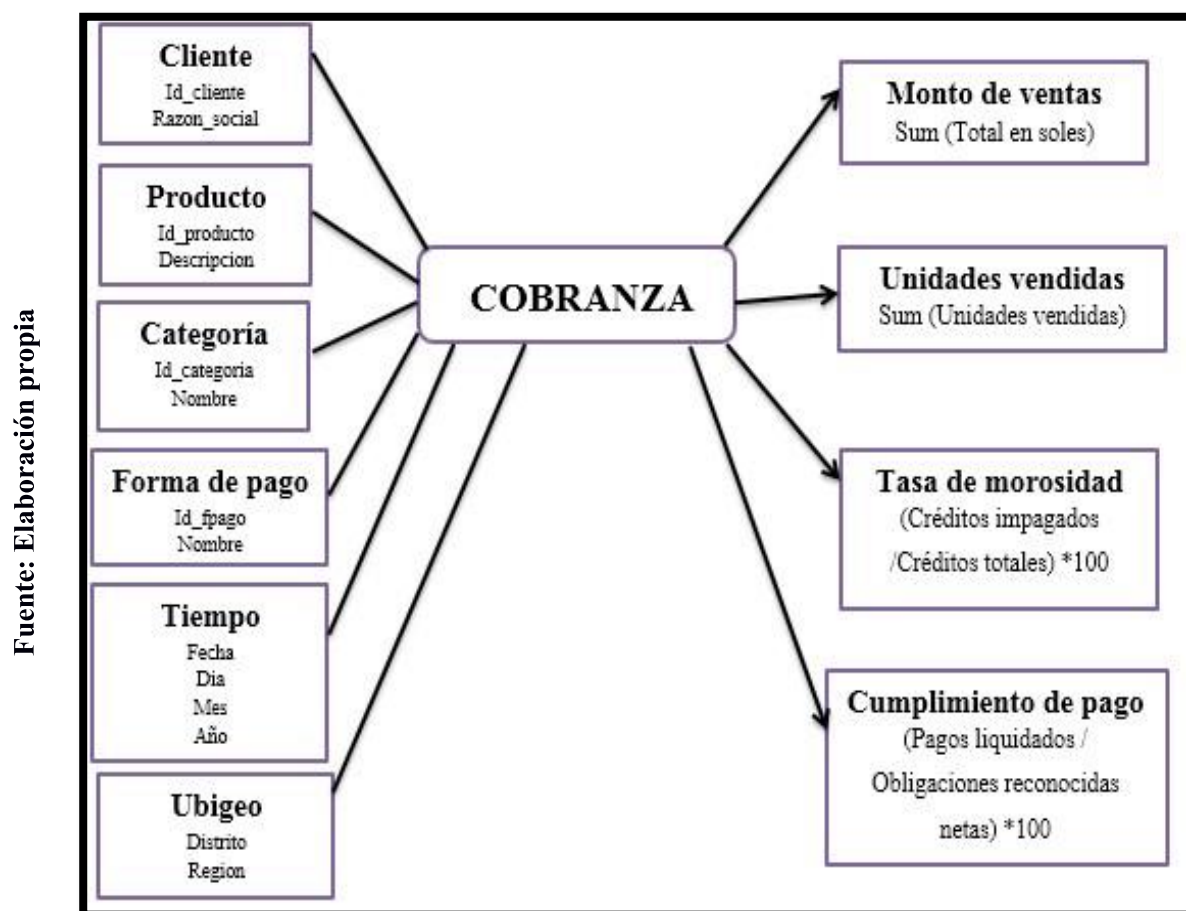 Fuente: Elaboración propia
Cliente
Id_cliente
Razon_social
Producto
Id_producto
Descripcion
Categoría
Id_categoria
Nombre
Forma de pago
Id_fpago
Nombre
Tiempo
Fecha
Dia
Mes
Año
Ubigeo
Distrito
Region
COBRANZA
Monto de ventas
Sum (Total en soles)
Unidades vendidas
Sum (Unidades vendidas)
Tasa de morosidad
(Créditos impagados
/Créditos totales) *100
Cumplimiento de pago
(Pagos liquidados /
Obligaciones reconocidas
netas) *100